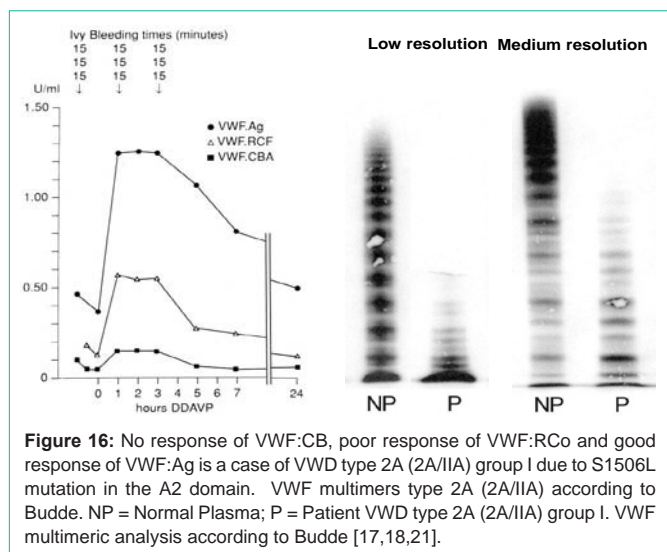 Ivy Bleeding times (minutes)
15 15 15
15 15 15
15 15 15
U/ml
1.50
1.00
0.50
0
VWF.Ag
VWF.RCF
VWF.CBA
0 1 2 3 4 5 6 7 24
hours DDAVP
Low resolution Medium resolution
NP P NP P
Figure 16: No response of VWF:CB, poor response of VWF:RCo and good
response of VWF:Ag is a case of VWD type 2A (2A/IIA) group I due to S1506L
mutation in the A2 domain. VWF multimers type 2A (2A/IIA) according to
Budde. NP = Normal Plasma; P = Patient VWD type 2A (2A/IIA) group I. VWF
multimeric analysis according to Budde [17,18,21].